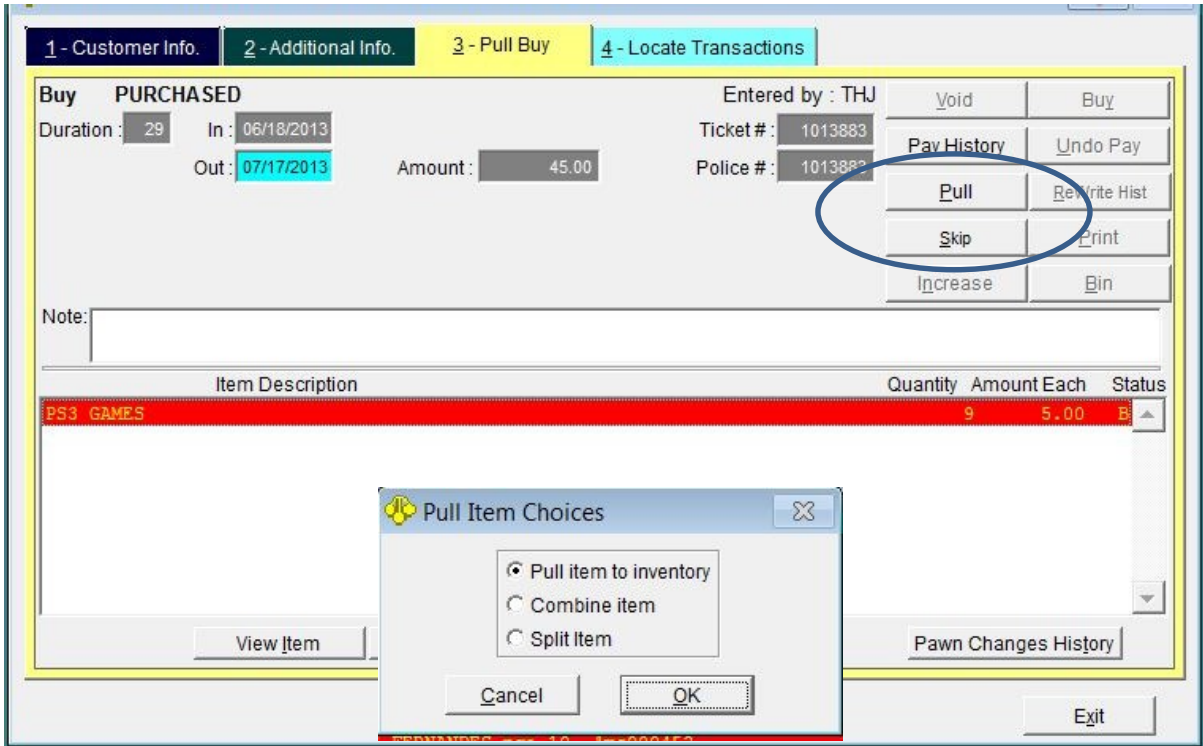 1 - Customer Info. 2 - Additional Info. 3 - Pull Buy 4 - Locate Transactions
Buy PURCHASED Entered by : THJ Void Buy
Duration : 29 In : 06/18/2013 Ticket # : 1013883 Pay History Undo Pay
Out : 07/17/2013 Amount : 45.00 Police # : 1013883
Pull ReWrite Hist
Skip Print
Increase Bin
Note:
Item Description Quantity Amount Each Status
PS3 GAMES 9 5.00 B
Pull Item Choices
Pull item to inventory
Combine item
Split Item
View Item Pawn Changes History
Cancel OK
Exit